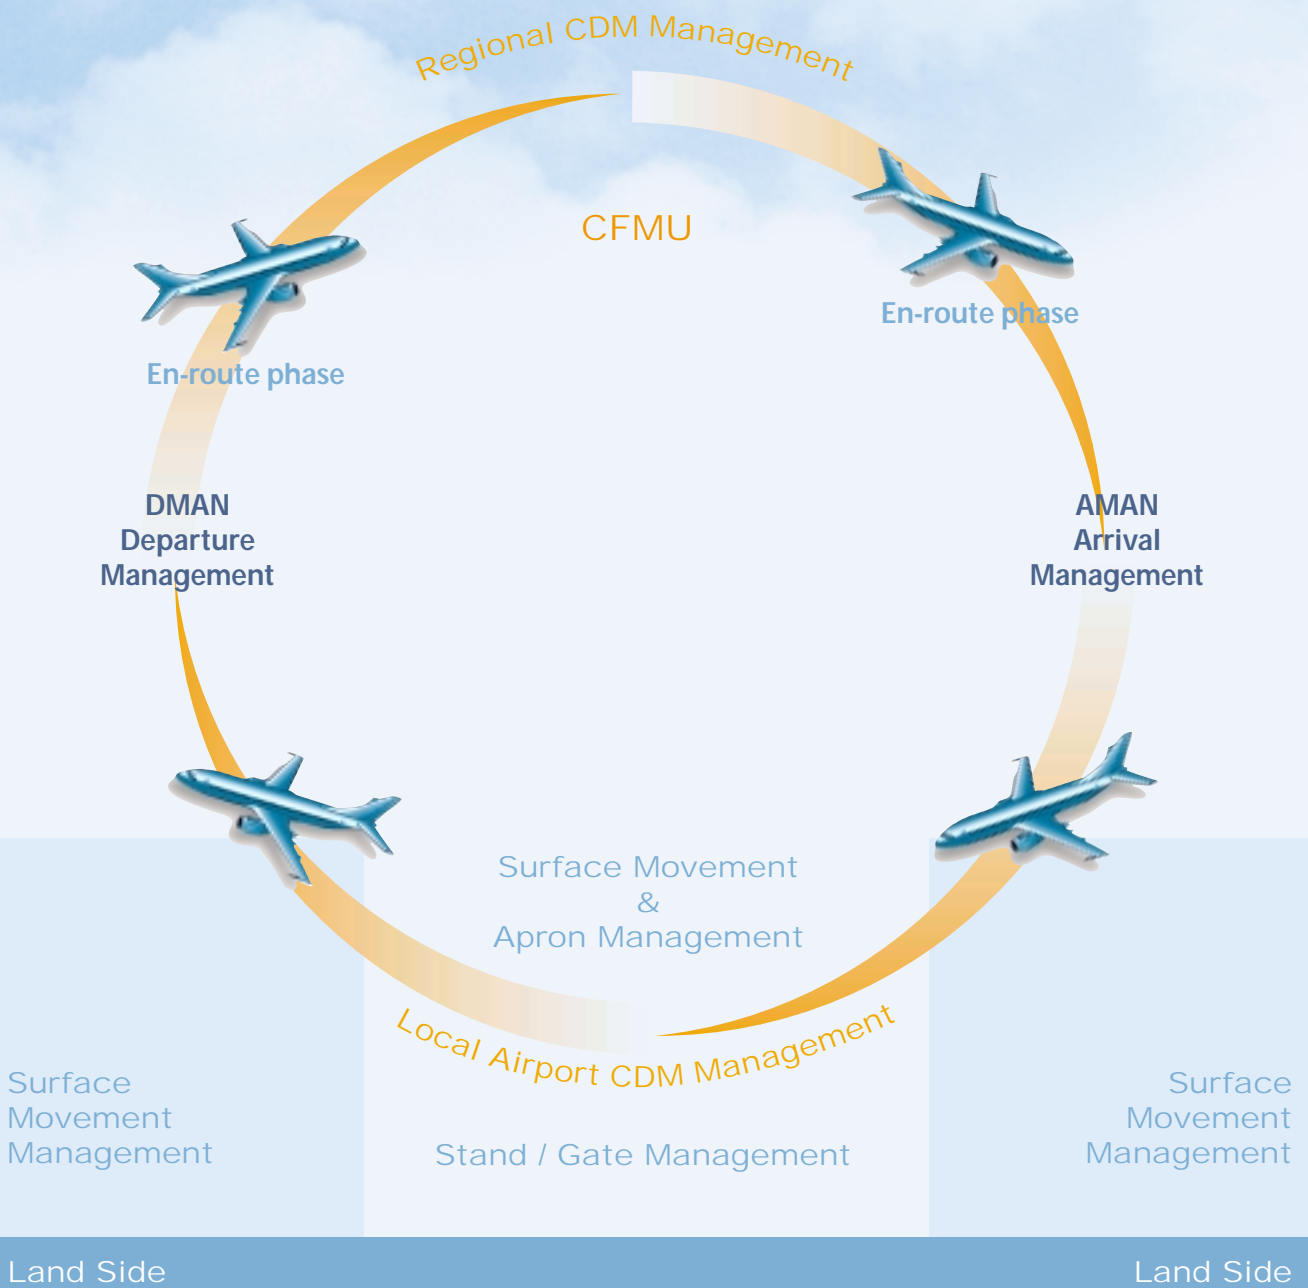 Regional CDM Management
CFMU
En-route phase
En-route phase
DMAN
Departure
Management
AMAN
Arrival
Management
Surface Movement
&
Apron Management
Local Airport CDM Management
Surface
Movement
Management
Stand / Gate Management
Surface
Movement
Management
Land Side
Land Side